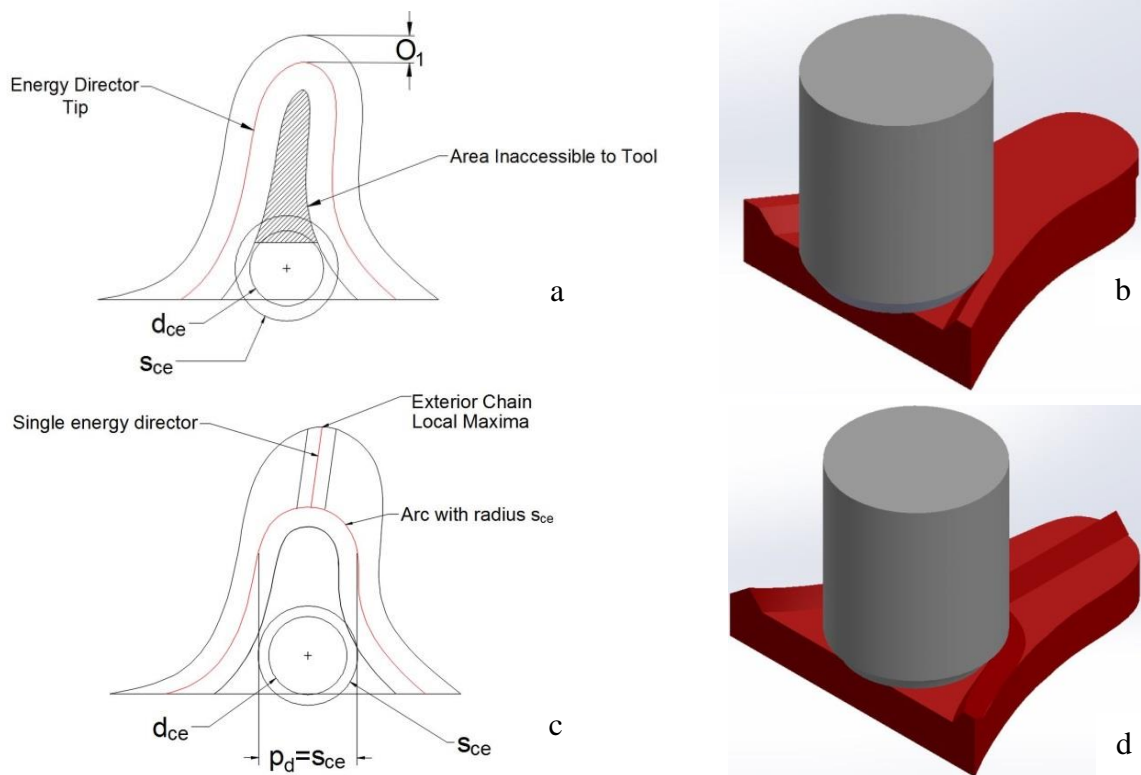 O₁
Energy Director
Tip
Area Inaccessible to Tool
a
b
dce
sce
Exterior Chain
Local Maxima
Single energy director
Arc with radius sce
dce
sce
c
d
pd=sce